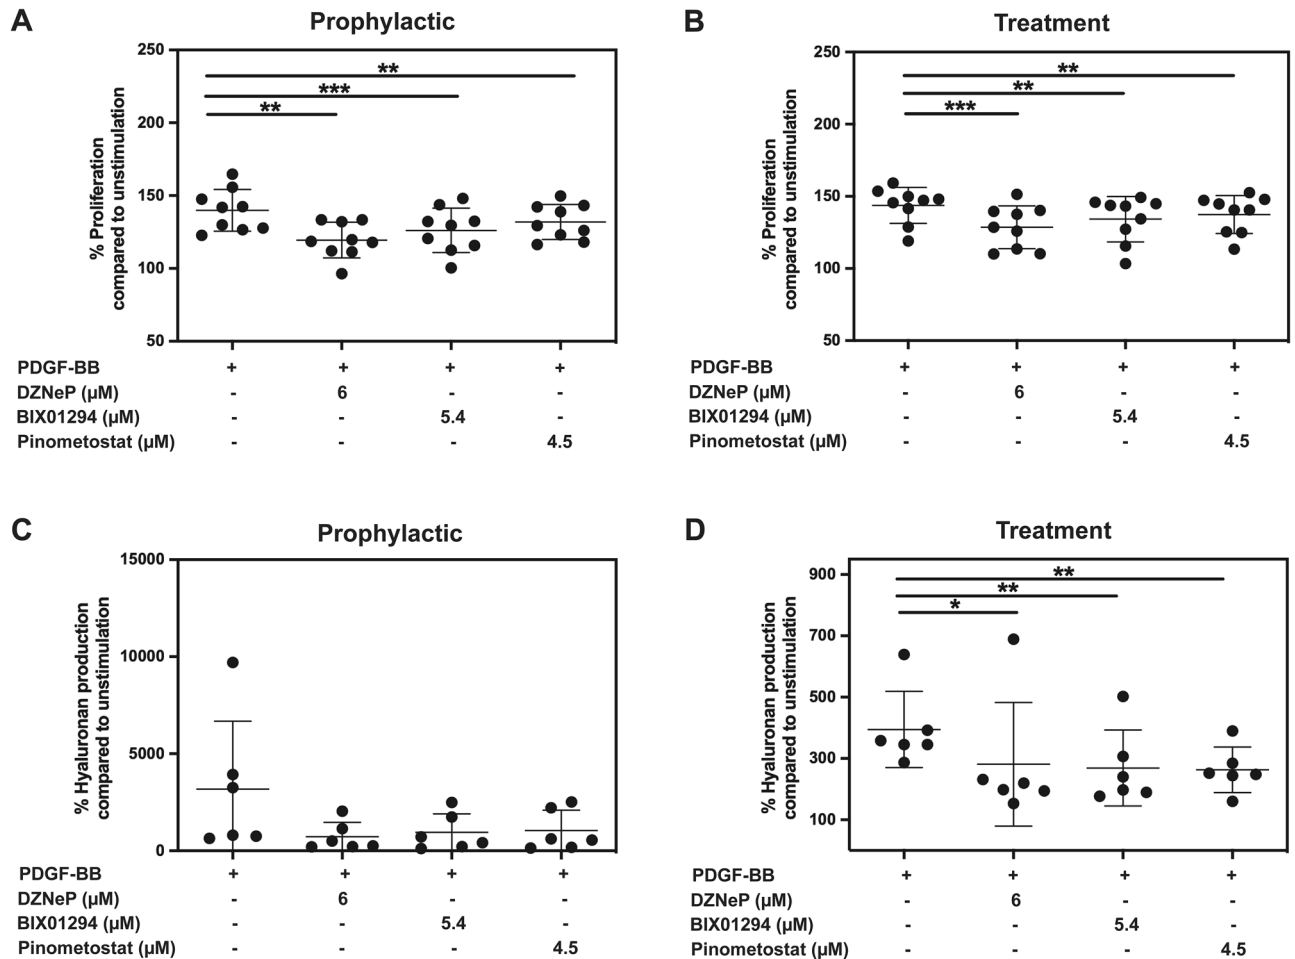 A
Prophylactic
% Proliferation
compared to unstimulation
250
200
150
100
50
**
***
**
PDGF-BB + + + +
DZNeP (µM) - 6 - -
BIX01294 (µM) - - 5.4 -
Pinometostat (µM) - - - 4.5
B
Treatment
% Proliferation
compared to unstimulation
250
200
150
100
50
**
**
***
PDGF-BB + + + +
DZNeP (µM) - 6 - -
BIX01294 (µM) - - 5.4 -
Pinometostat (µM) - - - 4.5
C
Prophylactic
% Hyaluronan production
compared to unstimulation
15000
10000
5000
0
PDGF-BB + + + +
DZNeP (µM) - 6 - -
BIX01294 (µM) - - 5.4 -
Pinometostat (µM) - - - 4.5
D
Treatment
% Hyaluronan production
compared to unstimulation
900
700
500
300
100
**
**
*
PDGF-BB + + + +
DZNeP (µM) - 6 - -
BIX01294 (µM) - - 5.4 -
Pinometostat (µM) - - - 4.5